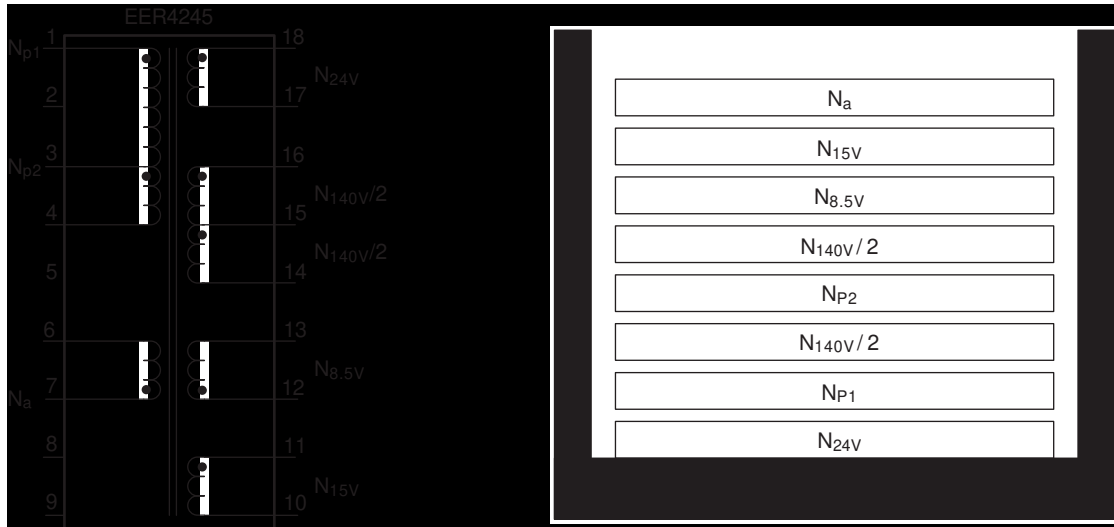 EER4245
Np1 1 18
N24V
2 17
Np2 3 16
N140V/2
4 15
N140V/2
5 14
6 13
N8.5V
Na 7 12
8 11
N15V
9 10
Na
N15V
N8.5V
N140V/ 2
NP2
N140V/ 2
NP1
N24V